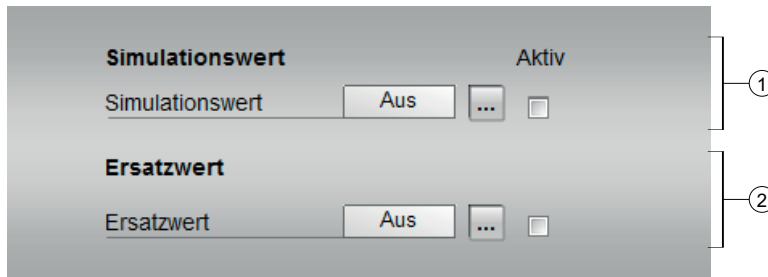 Simulationswert Aktiv
Simulationswert Aus ...
1
Ersatzwert
Ersatzwert Aus ...
2